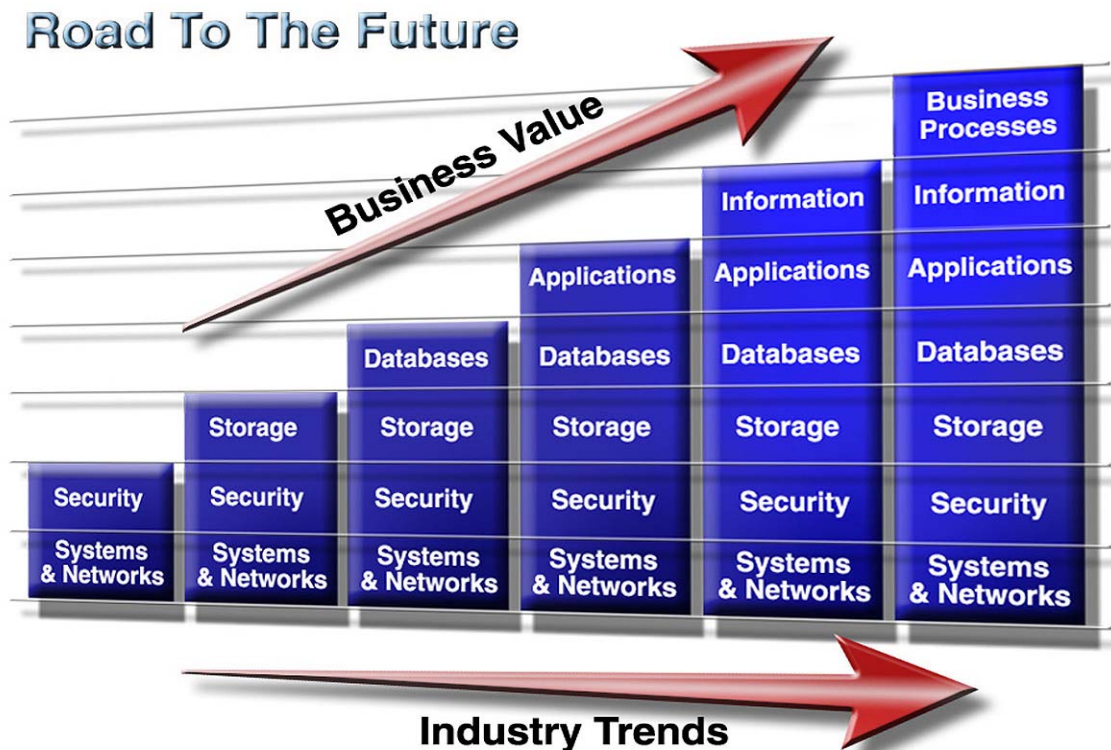 Road To The Future
Business Value
Business
Processes
Information
Information
Applications
Applications
Applications
Databases
Databases
Databases
Databases
Storage
Storage
Storage
Storage
Storage
Security
Security
Security
Security
Security
Security
Systems
& Networks
Systems
& Networks
Systems
& Networks
Systems
& Networks
Systems
& Networks
Systems
& Networks
Industry Trends